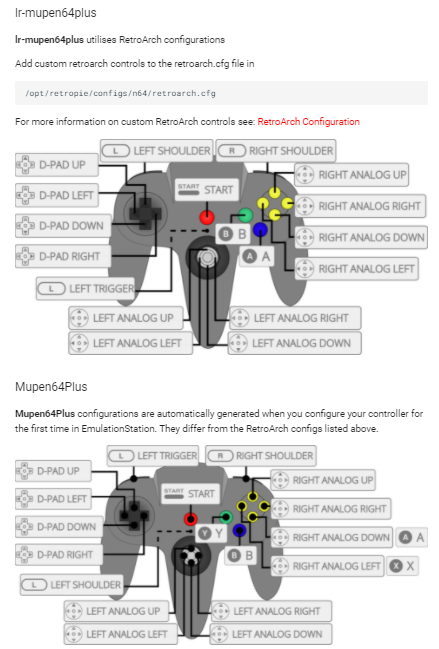 lr-mupen64plus
lr-mupen64plus utilises RetroArch configurations
Add custom retroarch controls to the retroarch.cfg file in
/opt/retropie/configs/n64/retroarch.cfg
For more information on custom RetroArch controls see: RetroArch Configuration
L LEFT SHOULDER R RIGHT SHOULDER
D-PAD UP
START START
RIGHT ANALOG UP
D-PAD LEFT
RIGHT ANALOG RIGHT
D-PAD DOWN
B B
RIGHT ANALOG DOWN
D-PAD RIGHT
A A
RIGHT ANALOG LEFT
L LEFT TRIGGER
LEFT ANALOG UP LEFT ANALOG RIGHT
LEFT ANALOG LEFT LEFT ANALOG DOWN
Mupen64Plus
Mupen64Plus configurations are automatically generated when you configure your controller for
the first time in EmulationStation. They differ from the RetroArch configs listed above.
L LEFT TRIGGER R RIGHT SHOULDER
D-PAD UP
RIGHT ANALOG UP
START START
D-PAD LEFT
RIGHT ANALOG RIGHT
D-PAD DOWN
Y Y
RIGHT ANALOG DOWN A A
D-PAD RIGHT
B B
RIGHT ANALOG LEFT X X
L LEFT SHOULDER
LEFT ANALOG UP LEFT ANALOG RIGHT
LEFT ANALOG LEFT LEFT ANALOG DOWN